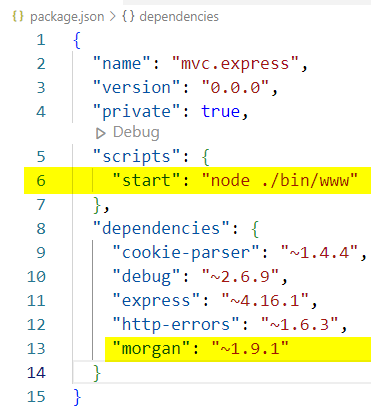 {} package.json > {} dependencies
1 {
2 "name": "mvc.express",
3 "version": "0.0.0",
4 "private": true,
Debug
5 "scripts": {
6 "start": "node ./bin/www"
7 },
8 "dependencies": {
9 "cookie-parser": "~1.4.4",
10 "debug": "~2.6.9",
11 "express": "~4.16.1",
12 "http-errors": "~1.6.3",
13 "morgan": "~1.9.1"
14 }
15 }